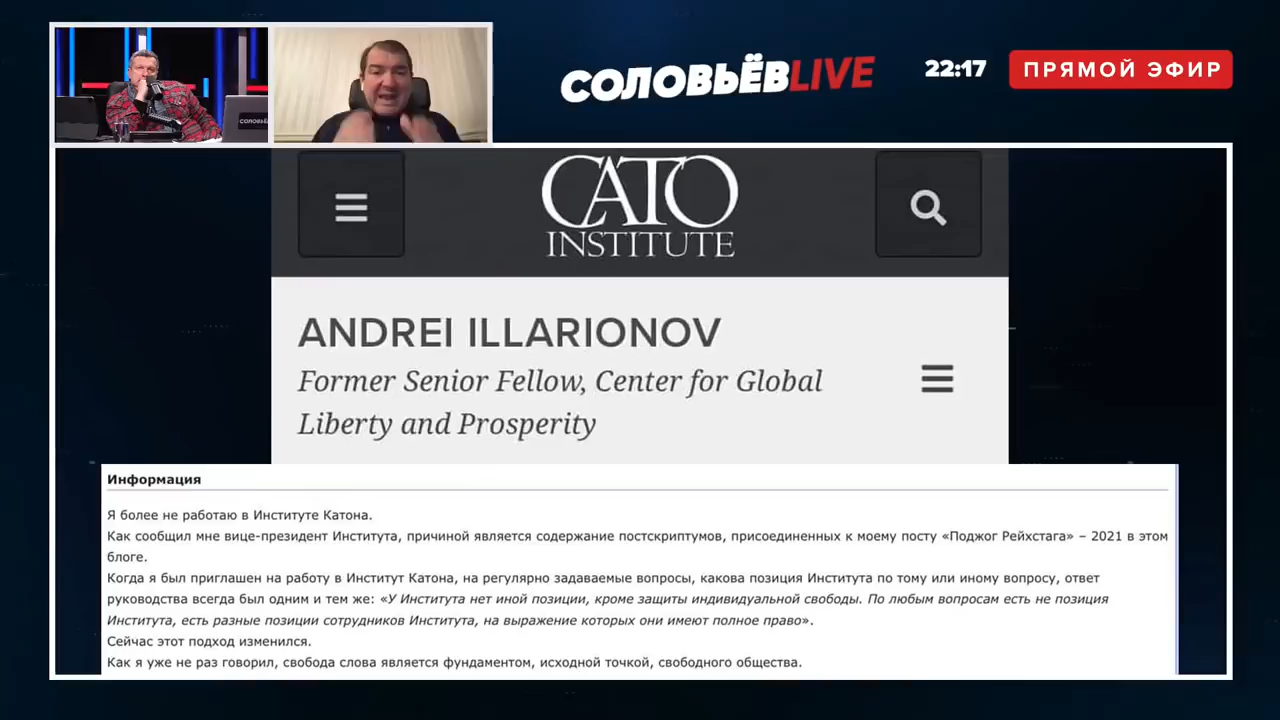 СОЛОВЬЁВLIVE
22:17
ПРЯМОЙ ЭФИР
CATO
INSTITUTE
ANDREI ILLARIONOV
Former Senior Fellow, Center for Global
Liberty and Prosperity
Информация
Я более не работаю в Институте Катона.
Как сообщил мне вице-президент Института, причиной является содержание постскриптумов, присоединенных к моему посту «Поджог Рейхстага» – 2021 в этом
блоге.
Когда я был приглашен на работу в Институт Катона, на регулярно задаваемые вопросы, какова позиция Института по тому или иному вопросу, ответ
руководства всегда был одним и тем же: «У Института нет иной позиции, кроме защиты индивидуальной свободы. По любым вопросам есть не позиция
Института, есть разные позиции сотрудников Института, на выражение которых они имеют полное право».
Сейчас этот подход изменился.
Как я уже не раз говорил, свобода слова является фундаментом, исходной точкой, свободного общества.